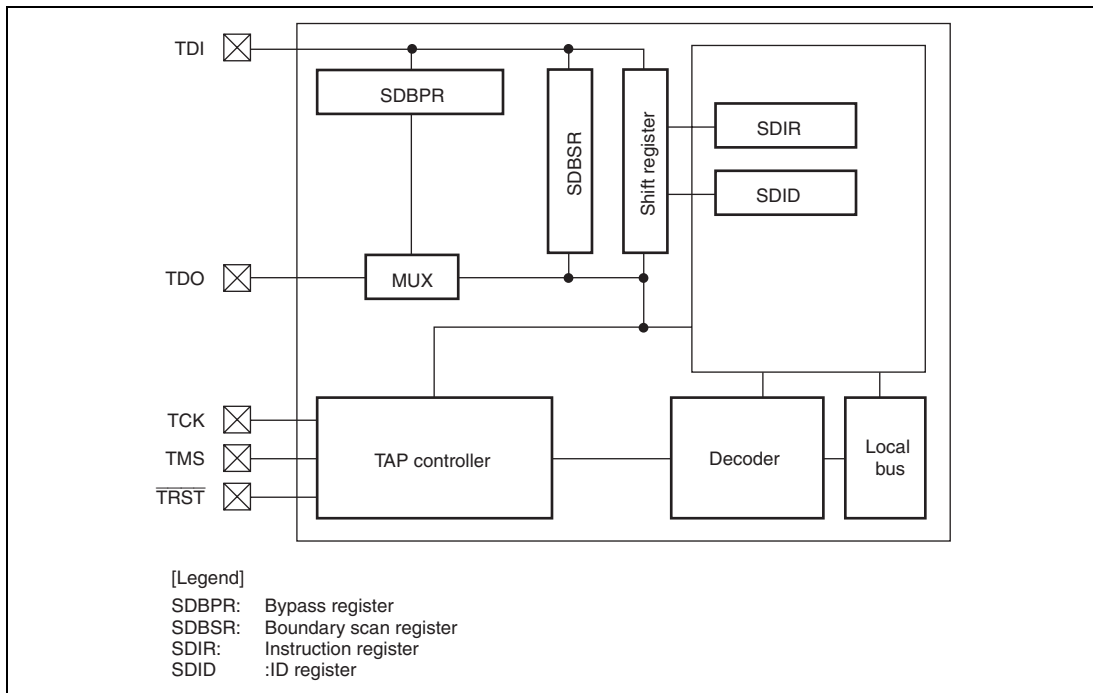 TDI
SDBPR
SDBSR
Shift register
SDIR
SDID
TDO
MUX
TCK
TMS
TRST
TAP controller
Decoder
Local
bus
[Legend]
SDBPR: Bypass register
SDBSR: Boundary scan register
SDIR: Instruction register
SDID :ID register